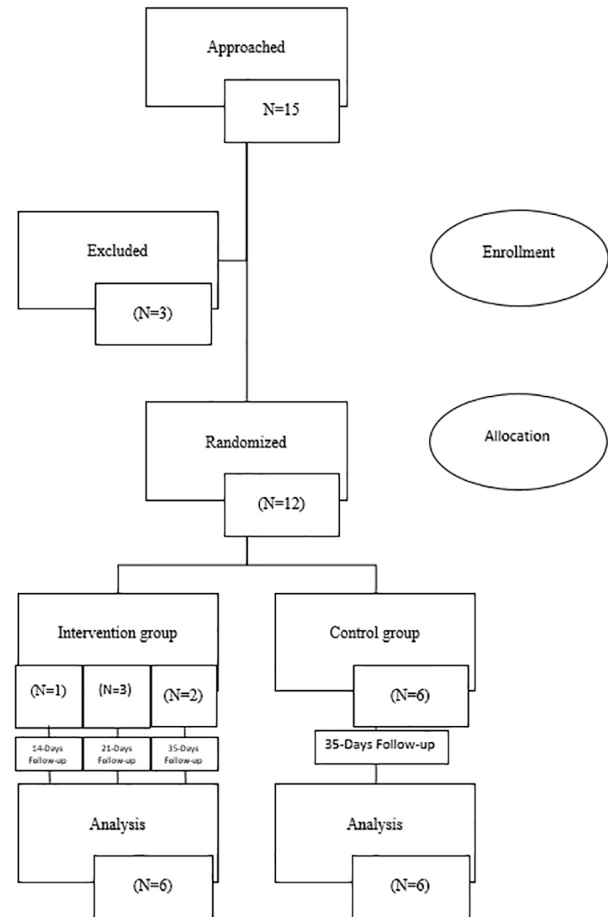 Approached
N=15
Excluded
(N=3)
Enrollment
Randomized
(N=12)
Allocation
Intervention group
(N=1)
(N=3)
(N=2)
Control group
(N=6)
14-Days
Follow-up
21-Days
Follow-up
35-Days
Follow-up
35-Days Follow-up
Analysis
(N=6)
Analysis
(N=6)